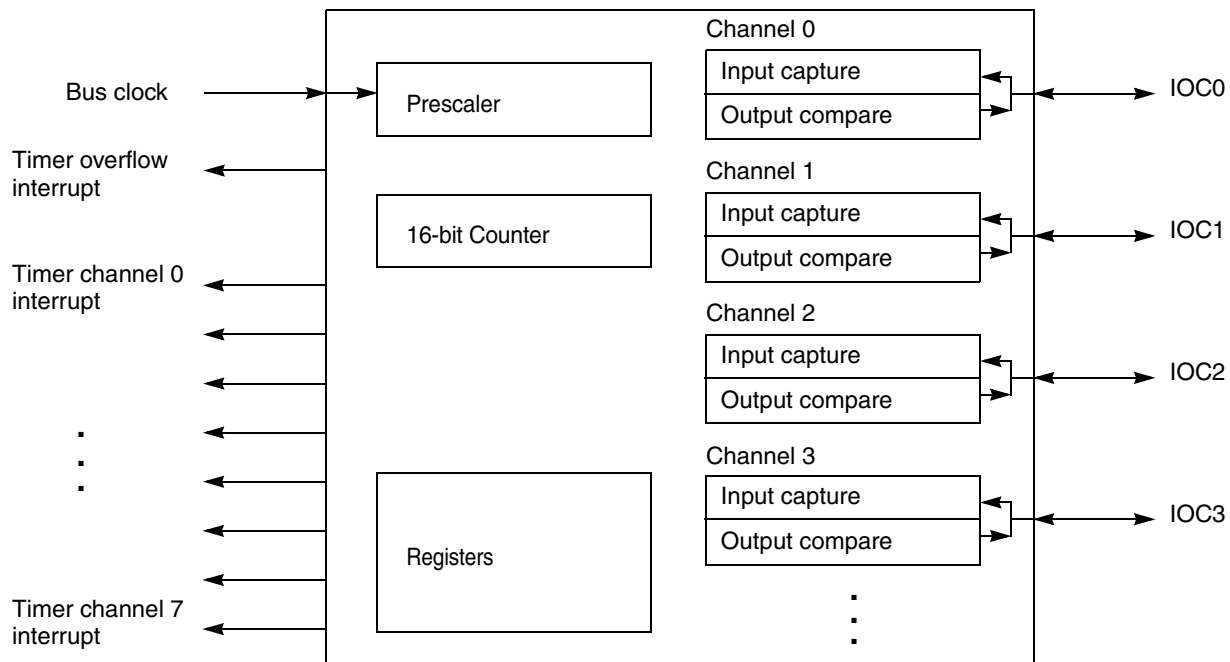 Bus clock
Timer overflow
interrupt
Timer channel 0
interrupt
Timer channel 7
interrupt
Prescaler
16-bit Counter
Registers
Channel 0
Input capture
Output compare
IOC0
Channel 1
Input capture
Output compare
IOC1
Channel 2
Input capture
Output compare
IOC2
Channel 3
Input capture
Output compare
IOC3